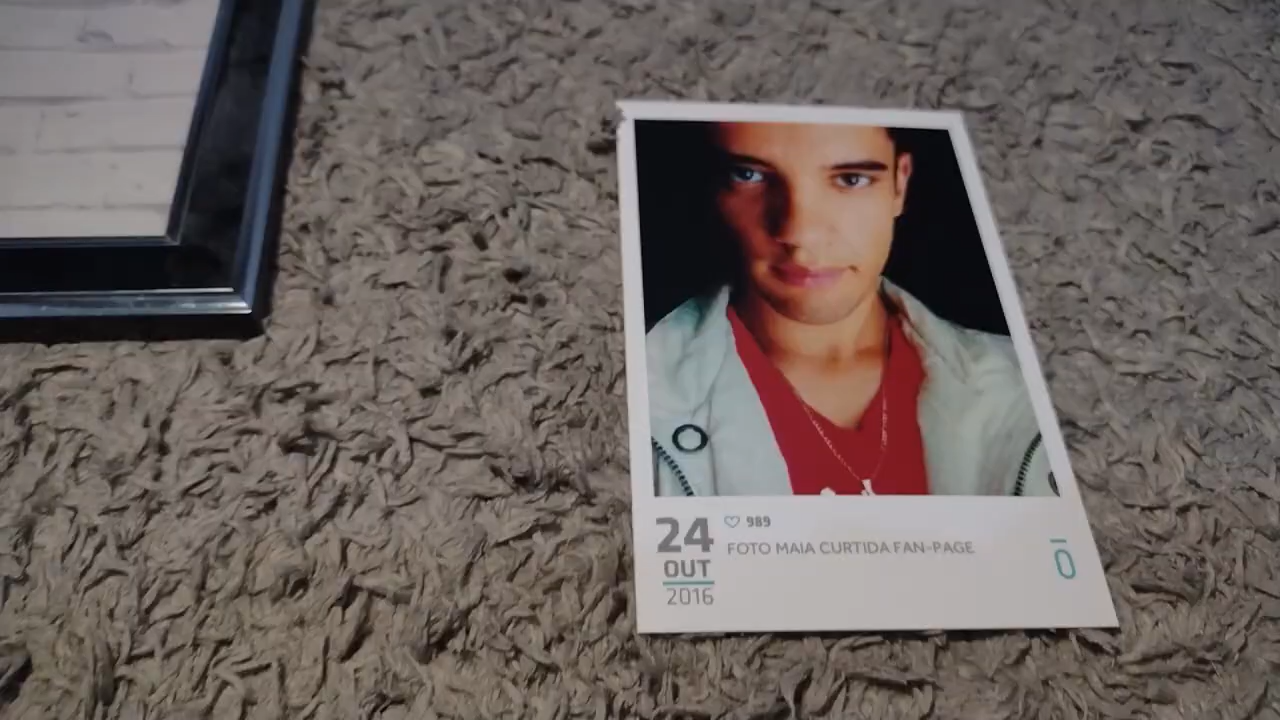 24
OUT
2016
♡ 989
FOTO MAIA CURTIDA FAN-PAGE
Ō